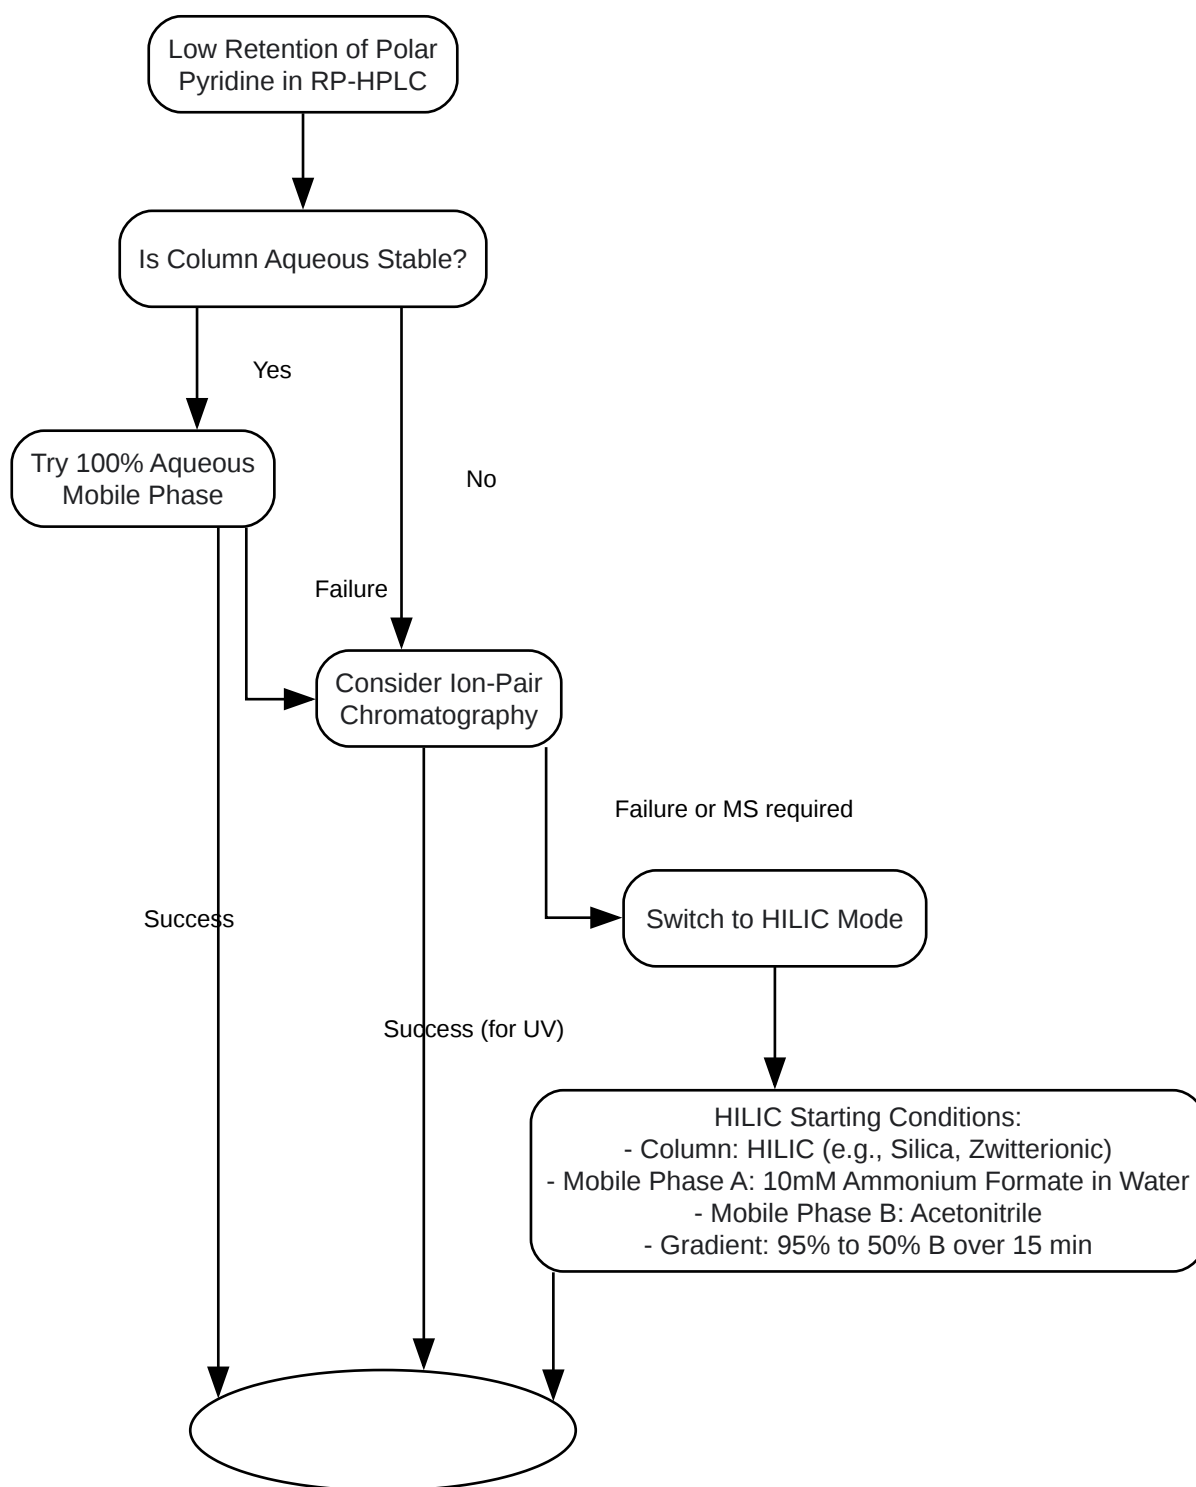 Low Retention of Polar
Pyridine in RP-HPLC
Is Column Aqueous Stable?
Yes
Try 100% Aqueous
Mobile Phase
No
Failure
Consider Ion-Pair
Chromatography
Failure or MS required
Success
Switch to HILIC Mode
Success (for UV)
HILIC Starting Conditions:
- Column: HILIC (e.g., Silica, Zwitterionic)
- Mobile Phase A: 10mM Ammonium Formate in Water
- Mobile Phase B: Acetonitrile
- Gradient: 95% to 50% B over 15 min